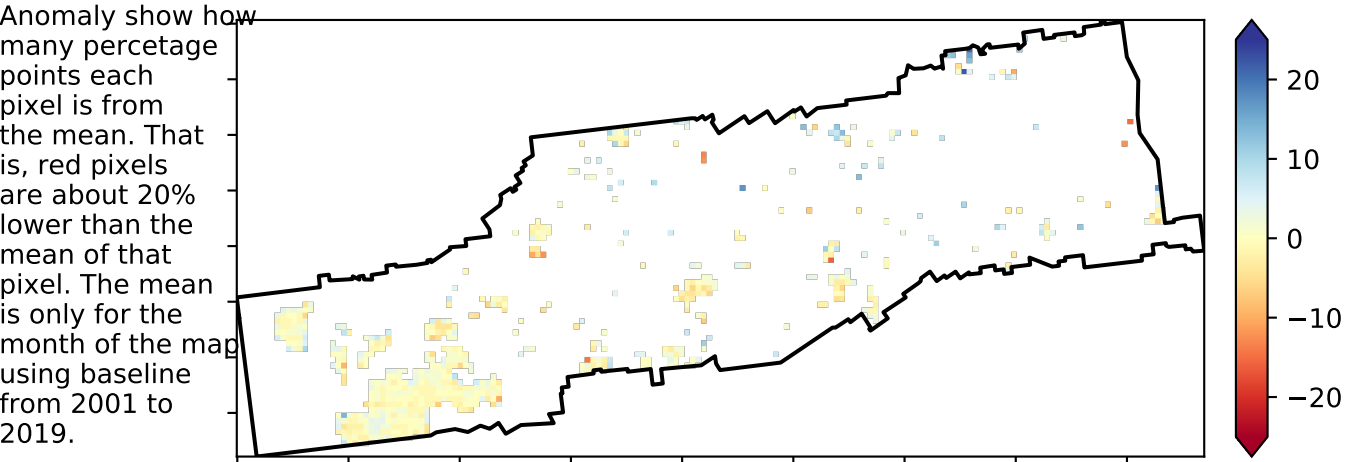 Anomaly show how
many percetage
points each
pixel is from
the mean. That
is, red pixels
are about 20%
lower than the
mean of that
pixel. The mean
is only for the
month of the map
using baseline
from 2001 to
2019.
20
10
0
−10
−20